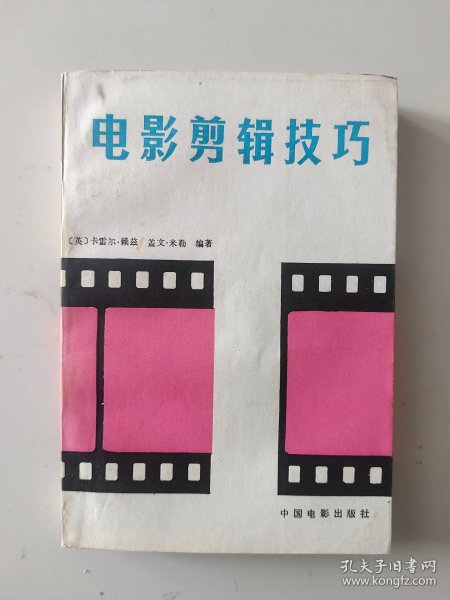 电影剪辑技巧
〔英〕卡雷尔·赖兹 盖文·米勒 编著
中国电影出版社
孔夫子旧书网
www.kongfz.com